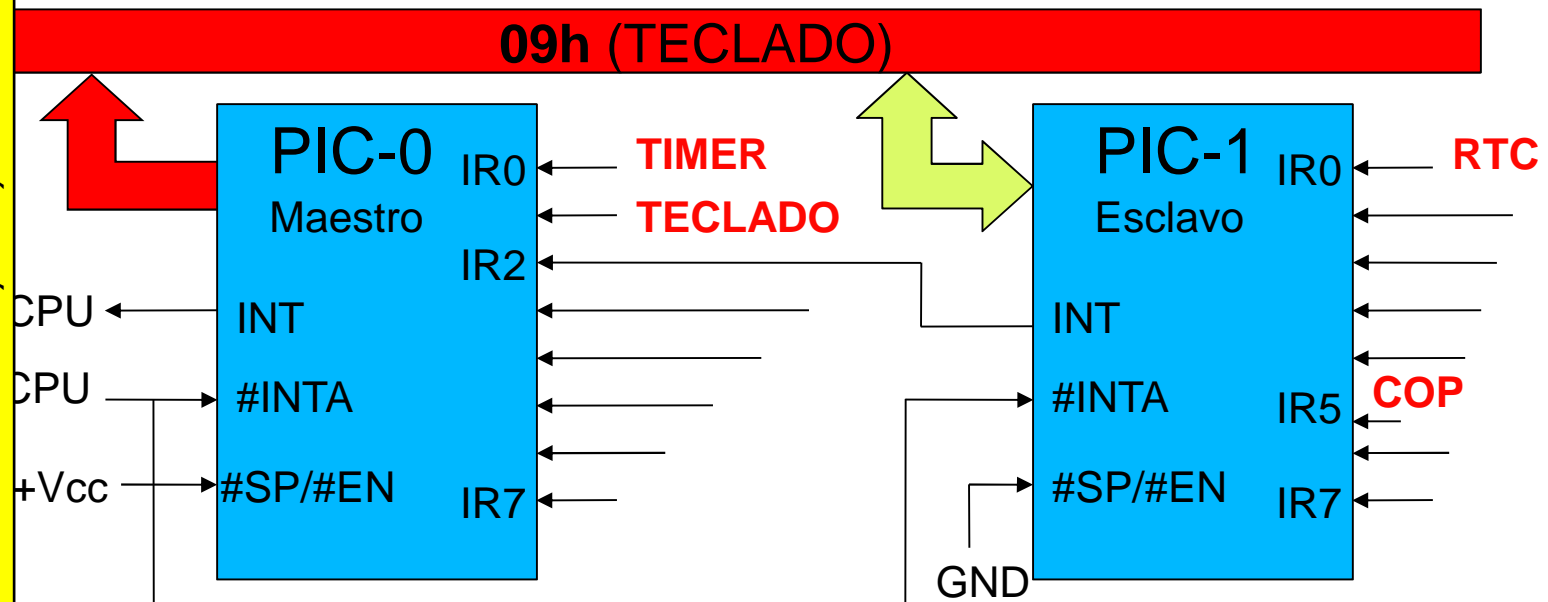 09h (TECLADO)
PIC-0
Maestro
IR0
TIMER
TECLADO
IR2
CPU
INT
CPU
#INTA
+Vcc
#SP/#EN
IR7
PIC-1
Esclavo
IR0
RTC
INT
#INTA
IR5
COP
#SP/#EN
IR7
GND